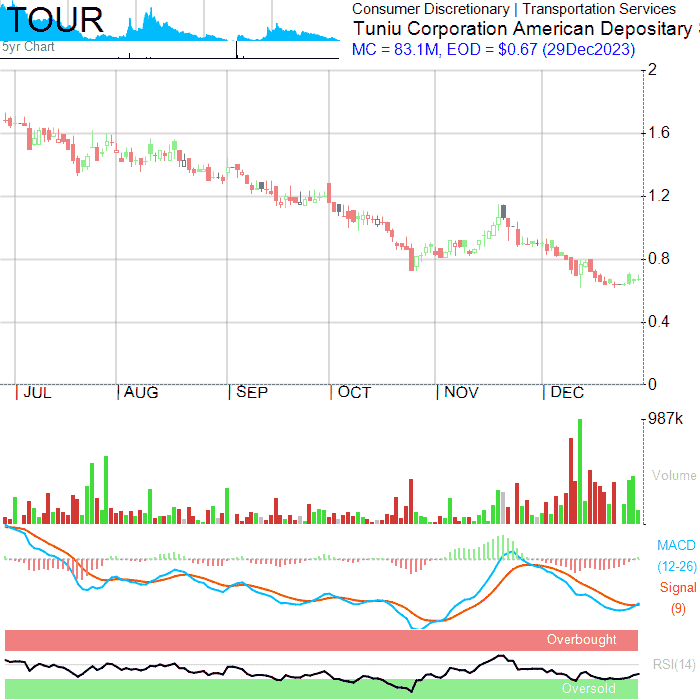 TOUR
5yr Chart
Consumer Discretionary | Transportation Services
Tuniu Corporation American Depositary
MC = 83.1M, EOD = $0.67 (29Dec2023)
2
1.6
1.2
0.8
0.4
0
JUL AUG SEP OCT NOV DEC
987k
Volume
MACD
(12-26)
Signal
(9)
Overbought
RSI(14)
Oversold